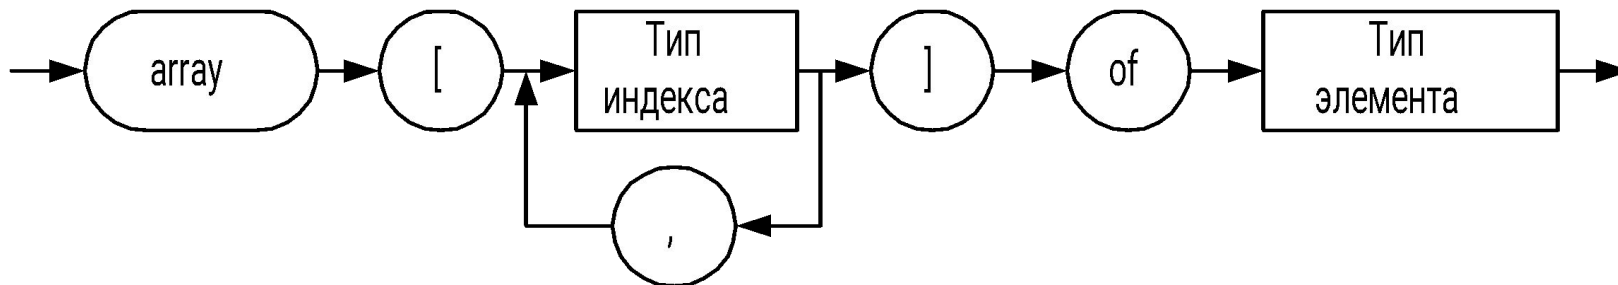 array
[
Тип
индекса
]
of
Тип
элемента
,